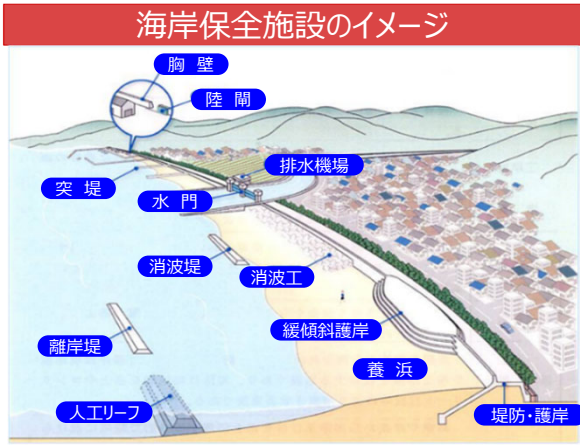 海岸保全施設のイメージ
胸 壁
陸 閘
排水機場
突 堤
水 門
消波堤
消波工
離岸堤
緩傾斜護岸
養 浜
人工リーフ
堤防・護岸